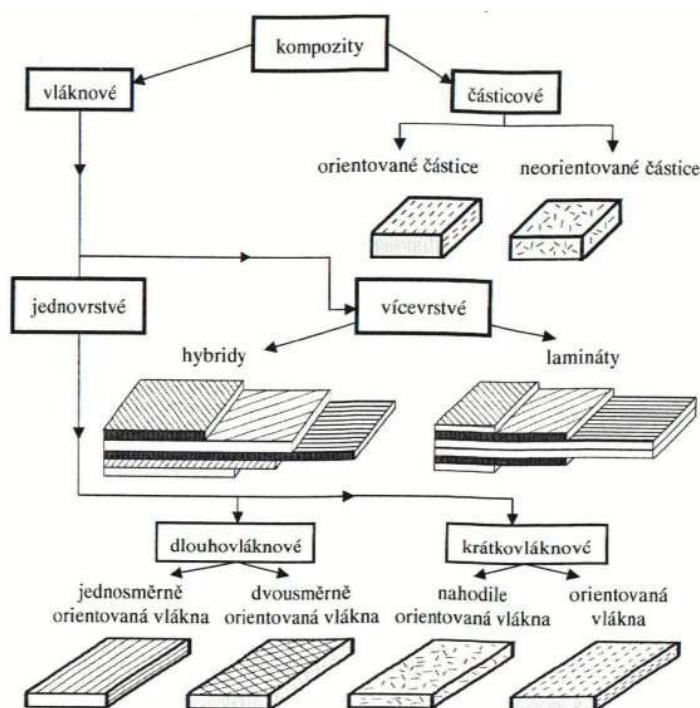 kompozity
vláknové
částicové
orientované částice
neorientované částice
jednovrstvé
vícevrstvé
hybridy
lamináty
dlouhovláknové
krátkovláknové
jednosměrně
orientovaná vlákna
dvousměrně
orientovaná vlákna
nahodile
orientovaná vlákna
orientovaná
vlákna